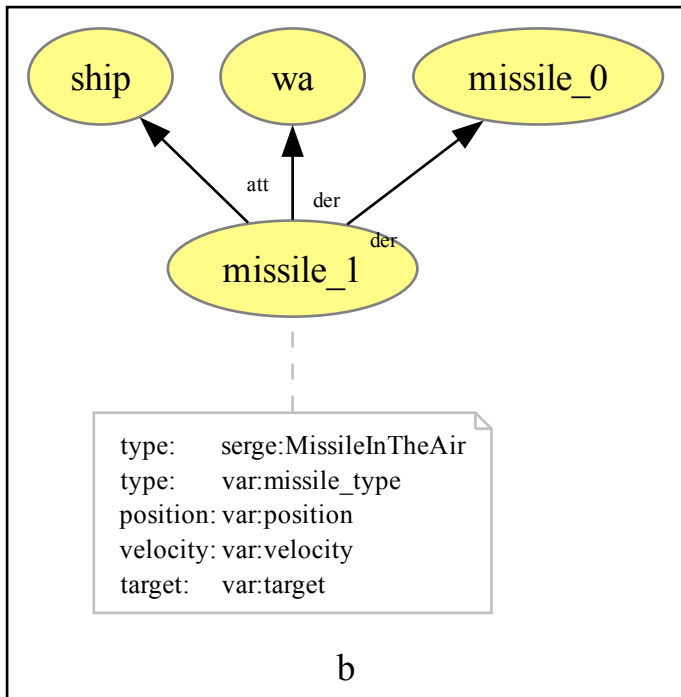 ship wa missile_0
att
der
der
missile_1
type: serge:MissileInTheAir
type: var:missile_type
position: var:position
velocity: var:velocity
target: var:target
b